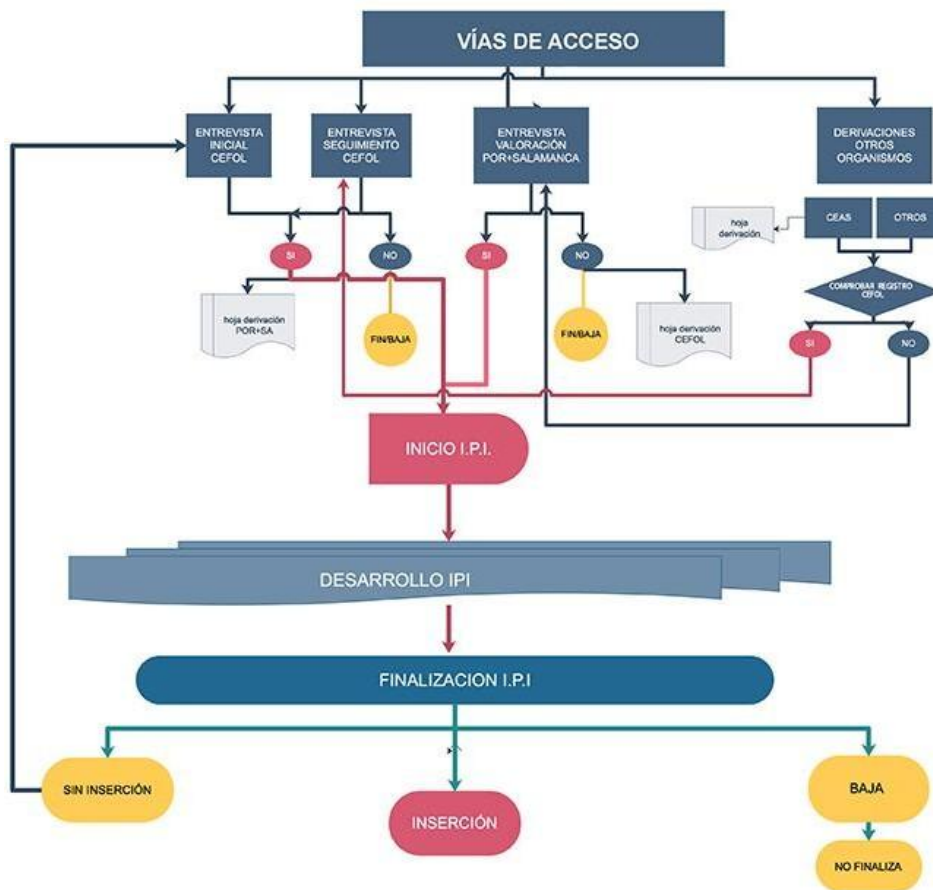 VÍAS DE ACCESO
ENTREVISTA
INICIAL
CEFOL
ENTREVISTA
SEGUIMIENTO
CEFOL
ENTREVISTA
VALORACIÓN
POR+SALAMANCA
DERIVACIONES
OTROS
ORGANISMOS
hoja
derivación
CEAS
OTROS
SI
NO
SI
NO
COMPROBAR REGISTRO
CEFOL
hoja derivación
POR+SA
FIN/BAJA
FIN/BAJA
hoja derivación
CEFOL
SI
NO
INICIO I.P.I.
DESARROLLO IPI
FINALIZACION I.P.I
SIN INSERCIÓN
INSERCIÓN
BAJA
NO FINALIZA